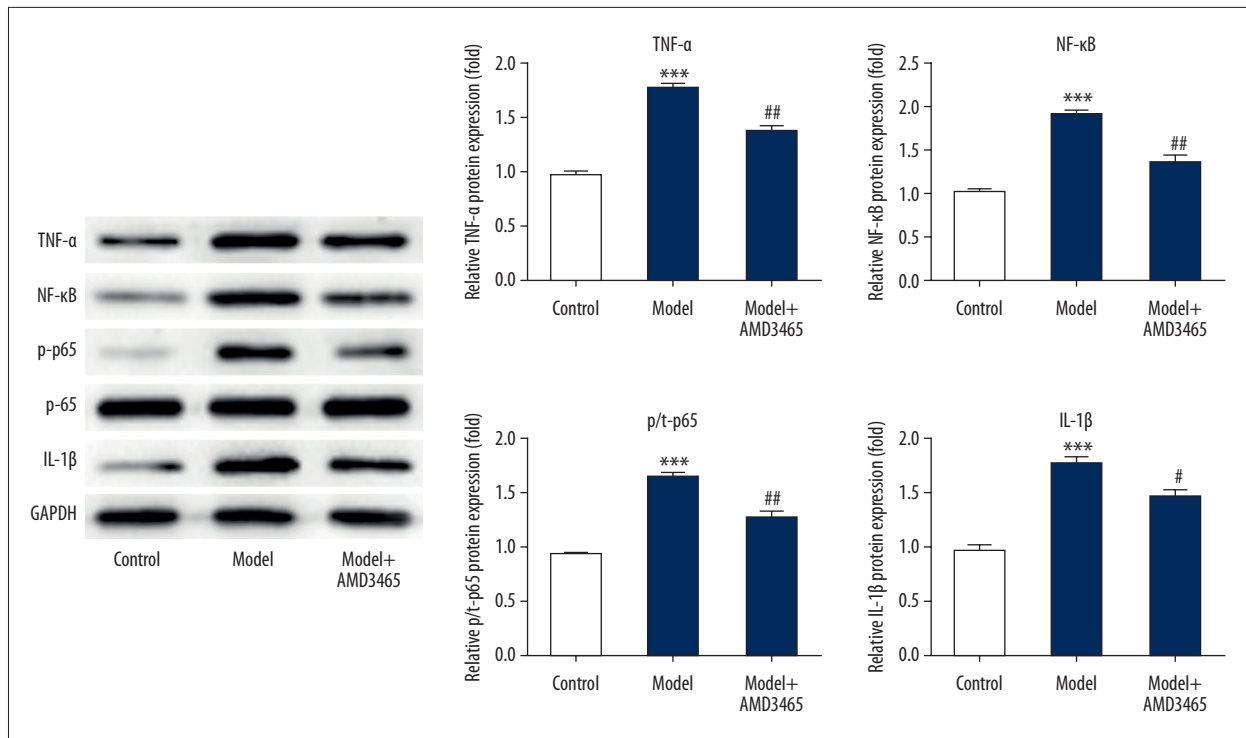 TNF-α
NF-κB
p-p65
p-65
IL-1β
GAPDH
Control Model Model+
AMD3465
TNF-α
Relative TNF-α protein expression (fold)
2.0
1.5
1.0
0.5
0.0
***
##
Control Model Model+
AMD3465
NF-κB
Relative NF-κB protein expression (fold)
2.5
2.0
1.5
1.0
0.5
0.0
***
##
Control Model Model+
AMD3465
p/t-p65
Relative p/t-p65 protein expression (fold)
2.0
1.5
1.0
0.5
0.0
***
##
Control Model Model+
AMD3465
IL-1β
Relative IL-1β protein expression (fold)
2.0
1.5
1.0
0.5
0.0
***
#
Control Model Model+
AMD3465